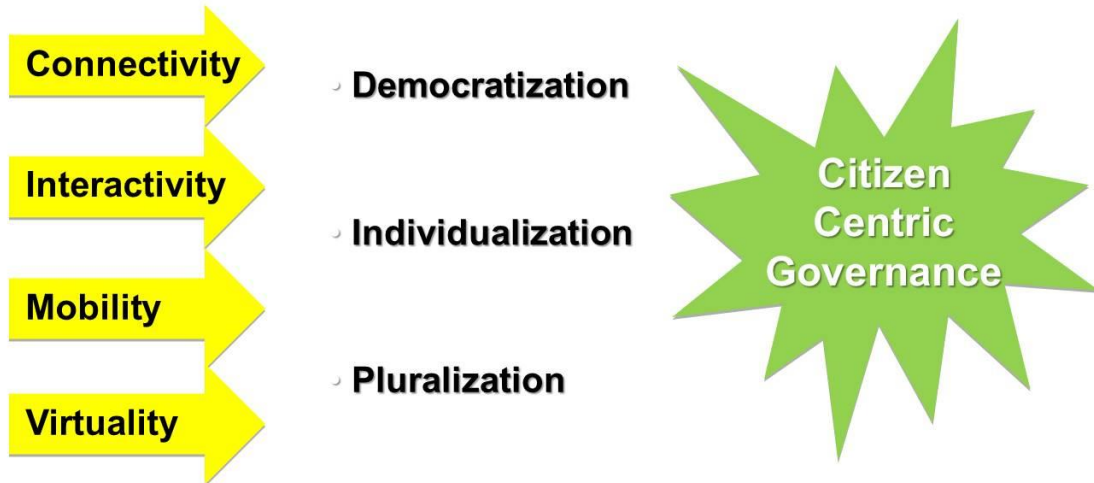 Connectivity
Interactivity
Mobility
Virtuality
• Democratization
• Individualization
• Pluralization
Citizen
Centric
Governance